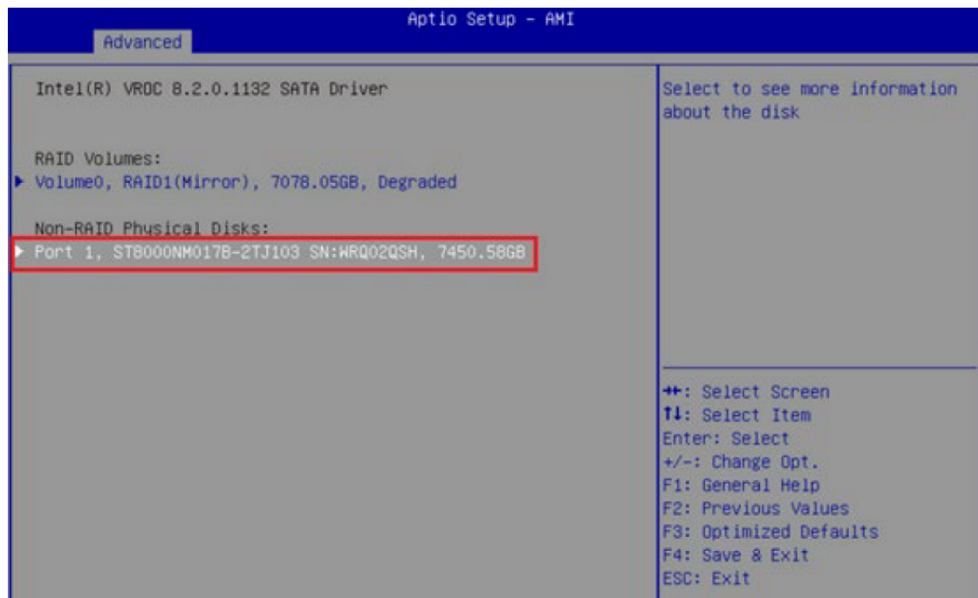 Aptio Setup – AMI
Advanced
Intel(R) VROC 8.2.0.1132 SATA Driver
RAID Volumes:
Volume0, RAID1(Mirror), 7078.05GB, Degraded
Non-RAID Physical Disks:
Port 1, ST8000NM017B-2TJ103 SN:WRQ02QSH, 7450.58GB
Select to see more information
about the disk
→←: Select Screen
↑↓: Select Item
Enter: Select
+/-: Change Opt.
F1: General Help
F2: Previous Values
F3: Optimized Defaults
F4: Save & Exit
ESC: Exit